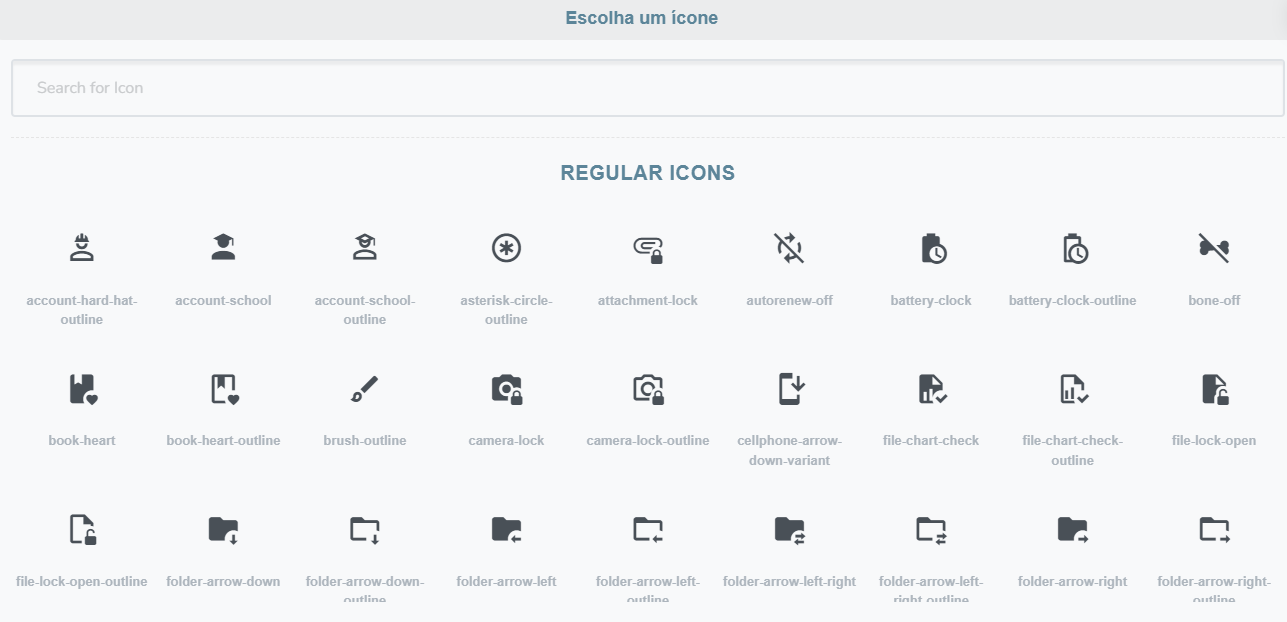 Escolha um ícone
Search for Icon
REGULAR ICONS
account-hard-hat-
outline
account-school
account-school-
outline
asterisk-circle-
outline
attachment-lock
autorenew-off
battery-clock
battery-clock-outline
bone-off
book-heart
book-heart-outline
brush-outline
camera-lock
camera-lock-outline
cellphone-arrow-
down-variant
file-chart-check
file-chart-check-
outline
file-lock-open
file-lock-open-outline
folder-arrow-down
folder-arrow-down-
outline
folder-arrow-left
folder-arrow-left-
outline
folder-arrow-left-right
folder-arrow-left-
right-outline
folder-arrow-right
folder-arrow-right-
outline